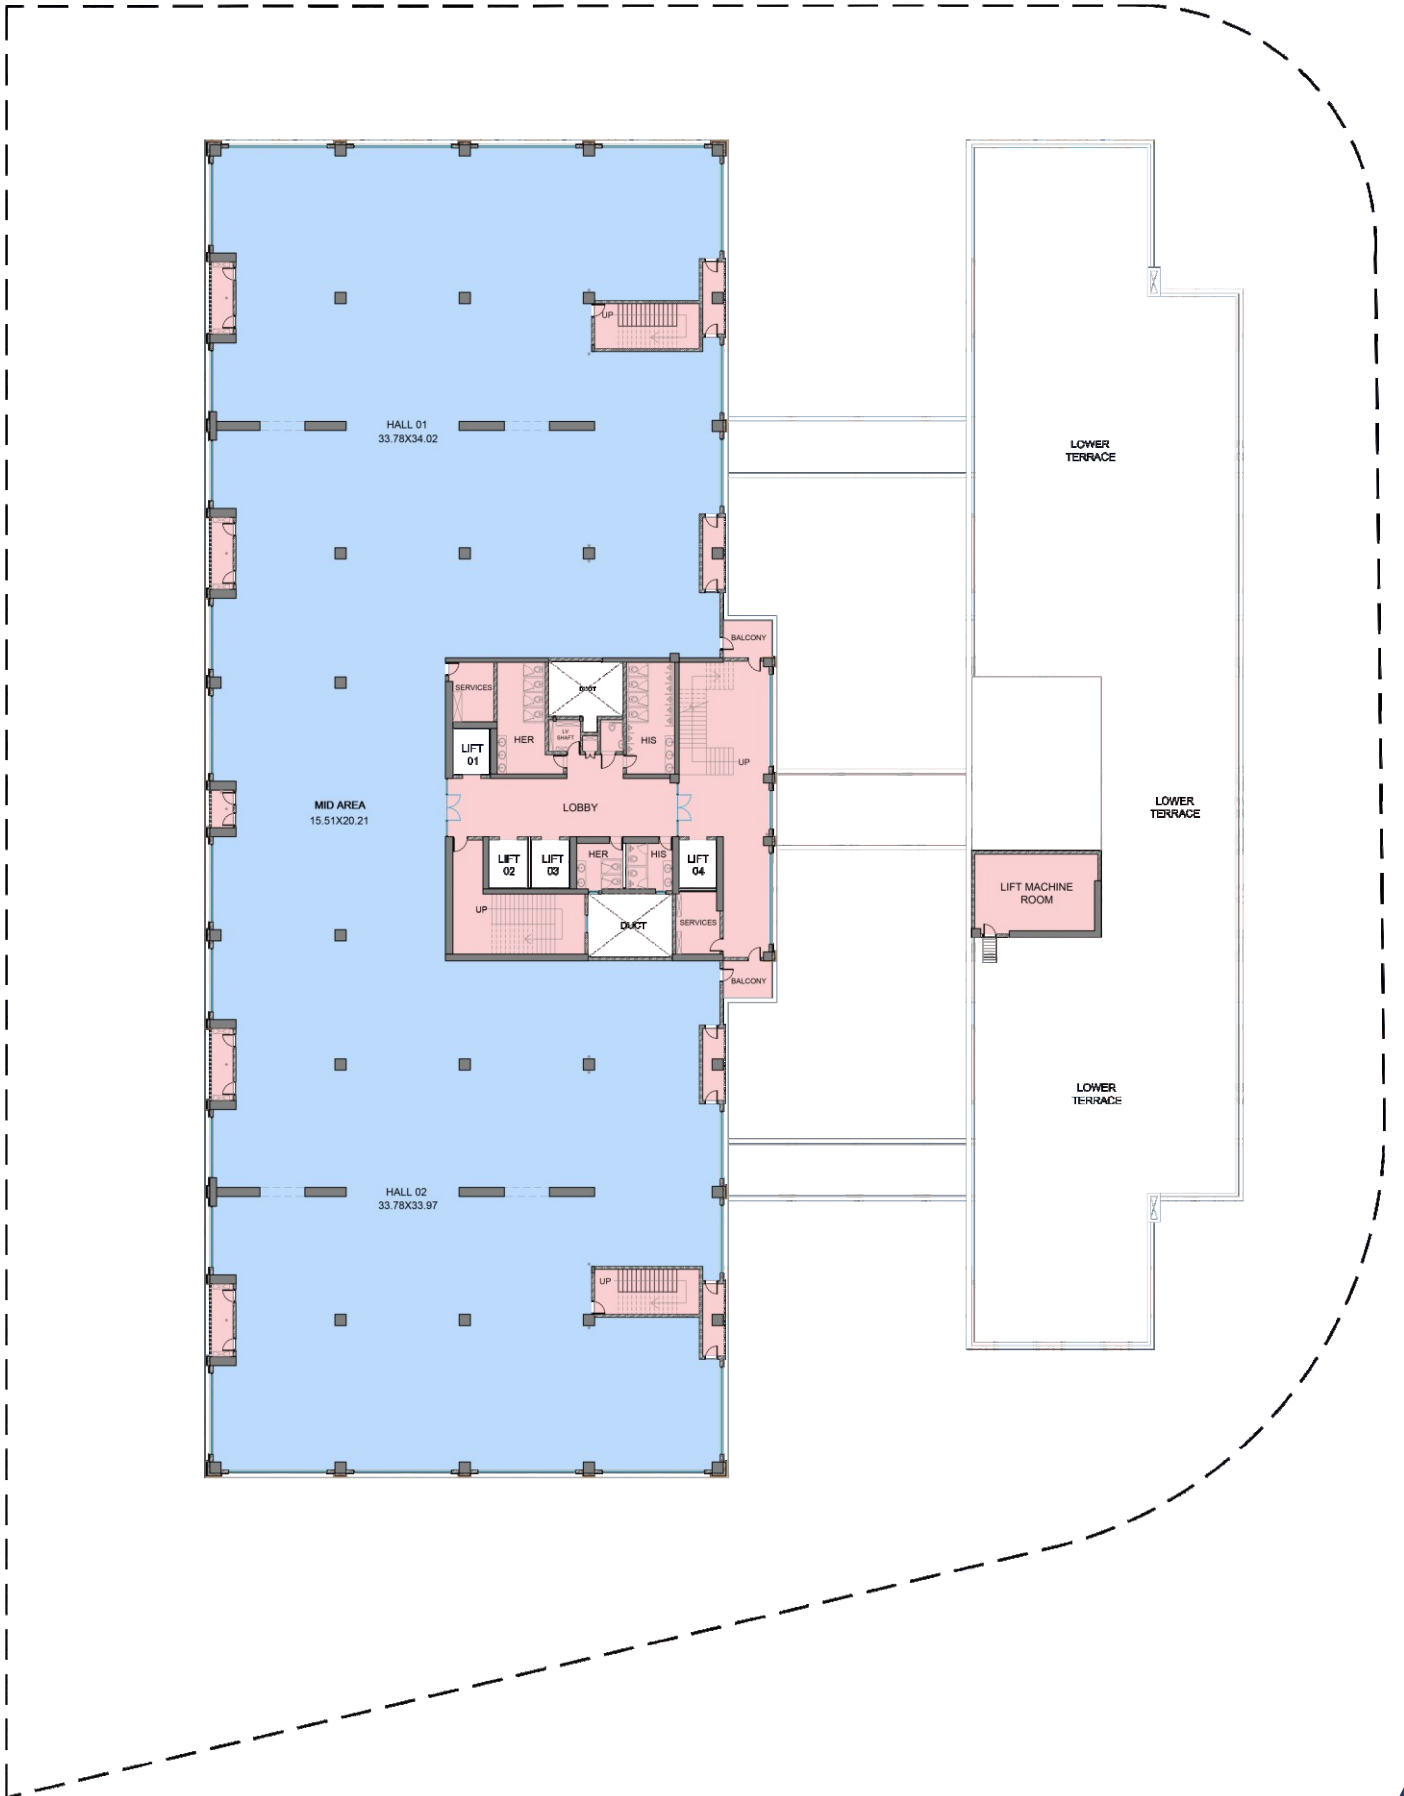 UP
HALL 01
33.78X34.02
LOWER
TERRACE
BALCONY
SERVICES
DUCT
LV
SHAFT
HER
HIS
LIFT
01
UP
MID AREA
15.51X20.21
LOBBY
LOWER
TERRACE
LIFT
02
LIFT
03
HER
HIS
LIFT
04
LIFT MACHINE
ROOM
UP
DUCT
SERVICES
BALCONY
LOWER
TERRACE
HALL 02
33.78X33.97
UP